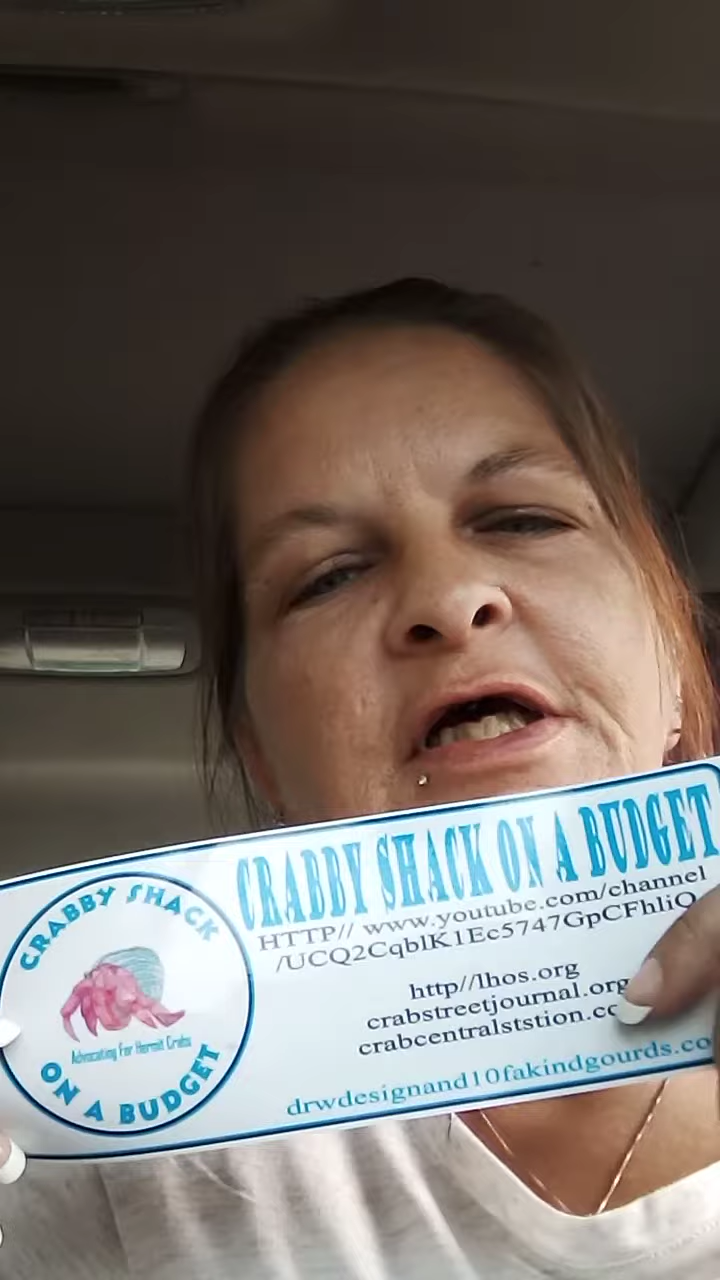 CRABBY SHACK
Advocating For Hermit Crabs
ON A BUDGET
CRABBY SHACK ON A BUDGET
HTTP// www.youtube.com/channel
/UCQ2CqblK1Ec5747GpCFhliQ
http//lhos.org
crabstreetjournal.org
crabcentralststion.co
drwdesignand10fakindgourds.co